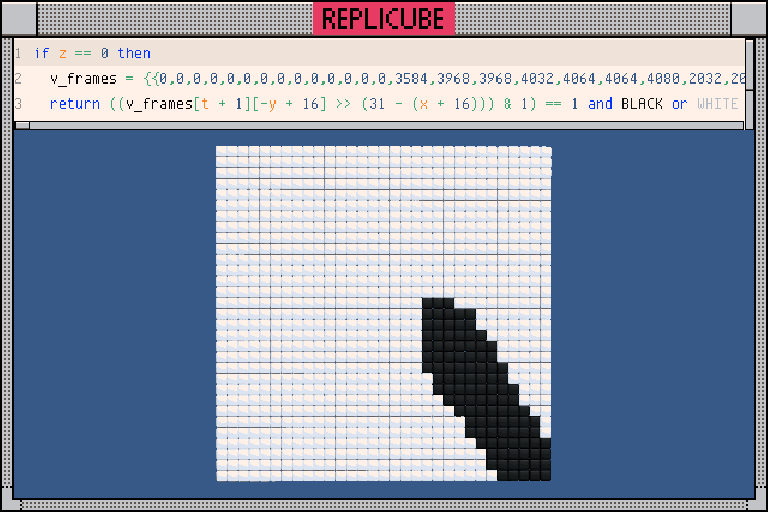 REPLICUBE
1 if z == 0 then
2 v_frames = {{0,0,0,0,0,0,0,0,0,0,0,0,0,0,3584,3968,3968,4032,4064,4064,4080,2032,20
3 return ((v_frames[t + 1][-y + 16] >> (31 - (x + 16))) & 1) == 1 and BLACK or WHITE